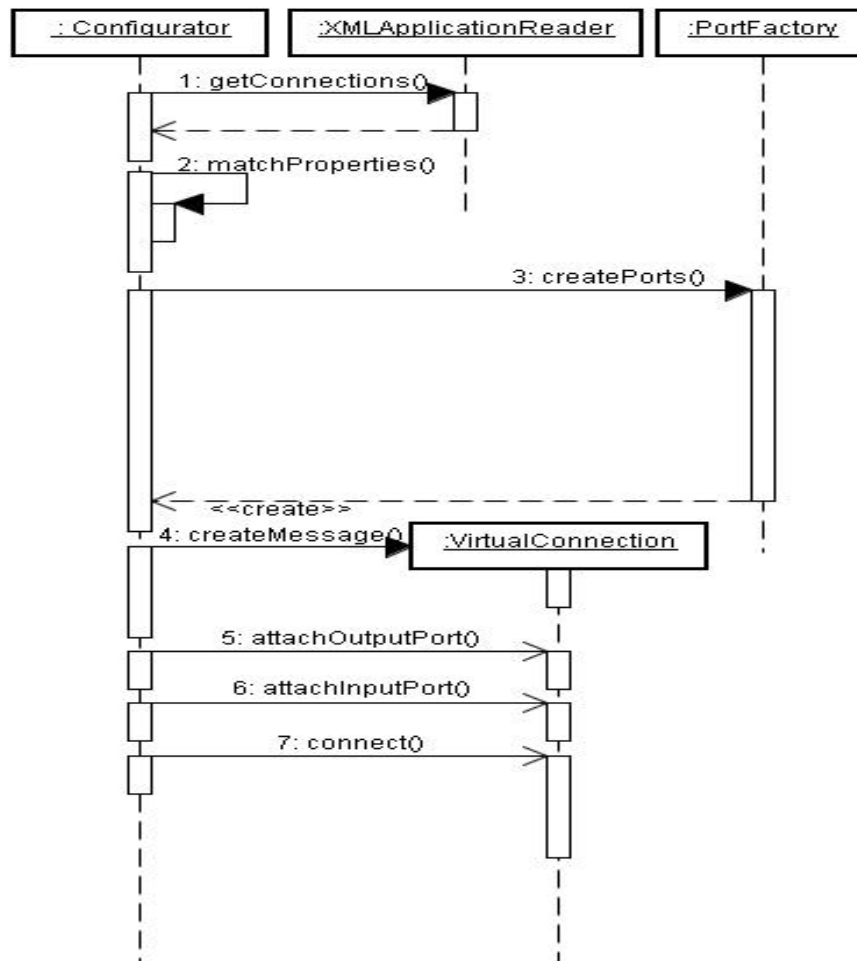 : Configurator
:XMLApplicationReader
:PortFactory
1: getConnections()
2: matchProperties()
3: createPorts()
<<create>>
4: createMessage()
:VirtualConnection
5: attachOutputPort()
6: attachInputPort()
7: connect()